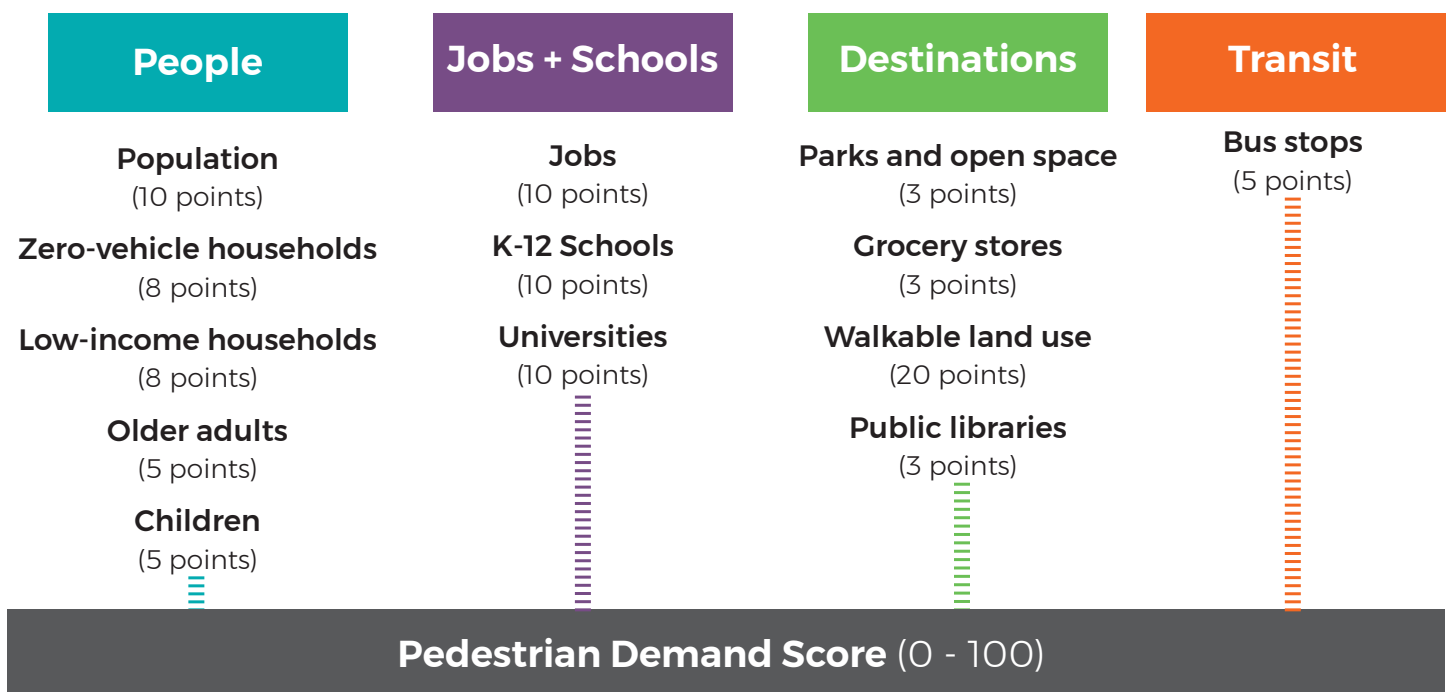 People
Population
(10 points)
Zero-vehicle households
(8 points)
Low-income households
(8 points)
Older adults
(5 points)
Children
(5 points)
Jobs + Schools
Jobs
(10 points)
K-12 Schools
(10 points)
Universities
(10 points)
Destinations
Parks and open space
(3 points)
Grocery stores
(3 points)
Walkable land use
(20 points)
Public libraries
(3 points)
Transit
Bus stops
(5 points)
Pedestrian Demand Score (0 - 100)